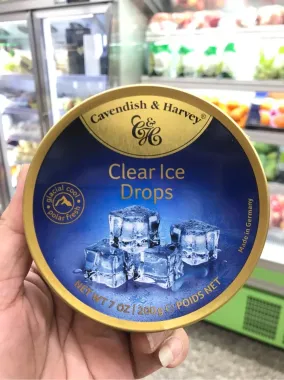 Cavendish & Harvey
C&H
Clear Ice
Drops
glacial cool
polar fresh
Made in Germany
NET WT 7 OZ | 200g ℮ POIDS NET